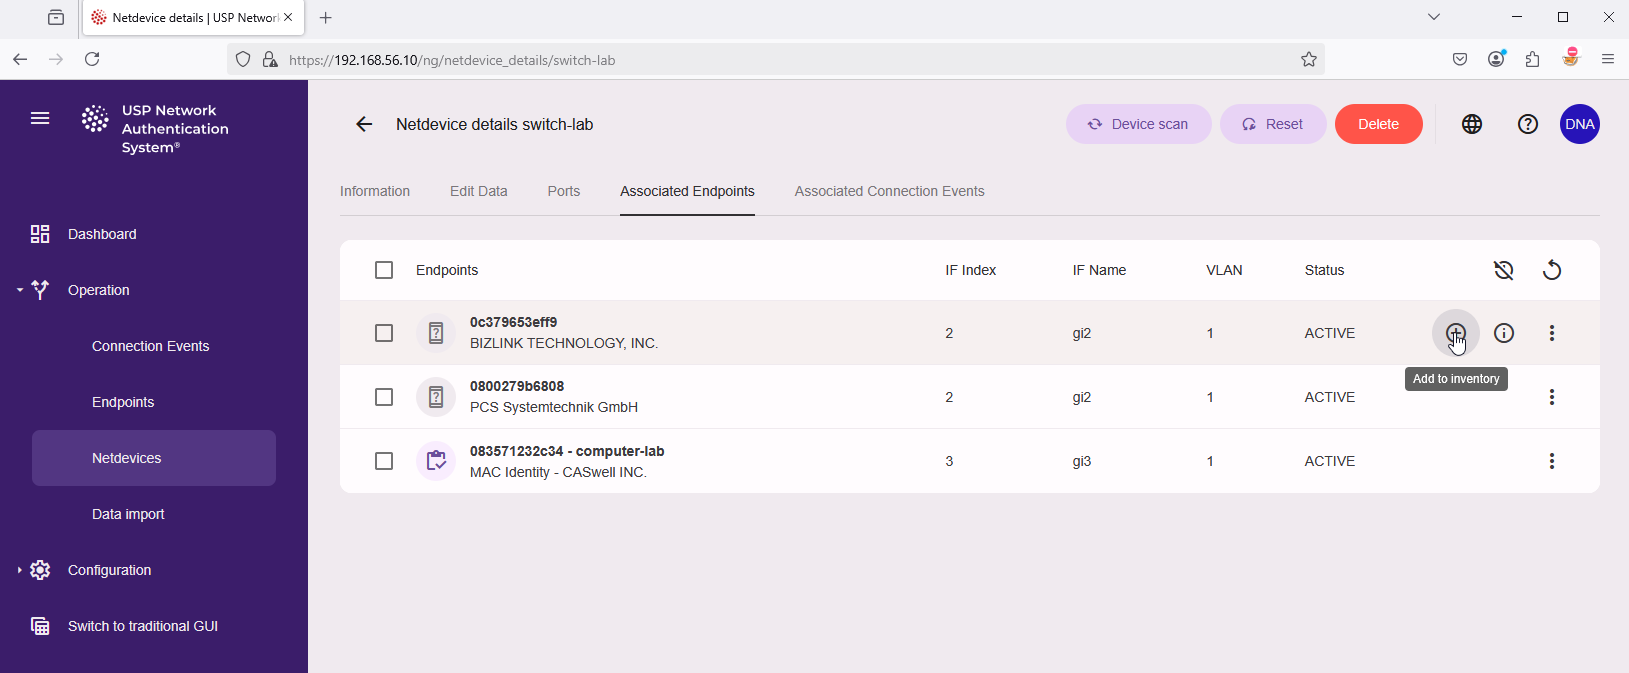 Netdevice details | USP Networ
https://192.168.56.10/ng/netdevice_details/switch-lab
USP Network
Authentication
System®
Netdevice details switch-lab
Device scan
Reset
Delete
DNA
Information
Edit Data
Ports
Associated Endpoints
Associated Connection Events
Dashboard
Operation
Connection Events
Endpoints
Netdevices
Data import
Configuration
Switch to traditional GUI
Endpoints IF Index IF Name VLAN Status
0c379653eff9
BIZLINK TECHNOLOGY, INC. 2 gi2 1 ACTIVE
Add to inventory
0800279b6808
PCS Systemtechnik GmbH 2 gi2 1 ACTIVE
083571232c34 - computer-lab
MAC Identity - CASwell INC. 3 gi3 1 ACTIVE